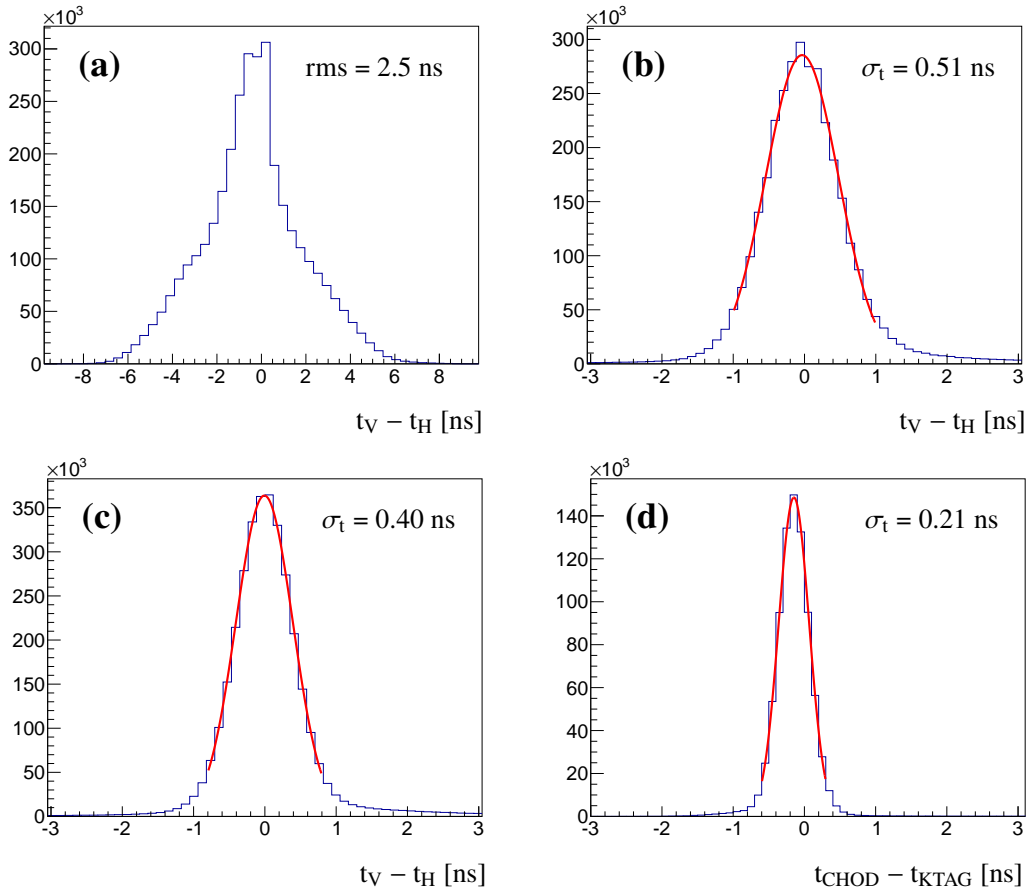 ×10³
(a)
rms = 2.5 ns
300
250
200
150
100
50
0
-8 -6 -4 -2 0 2 4 6 8
t_V – t_H [ns]
×10³
(b)
σ_t = 0.51 ns
300
250
200
150
100
50
0
-3 -2 -1 0 1 2 3
t_V – t_H [ns]
×10³
(c)
σ_t = 0.40 ns
350
300
250
200
150
100
50
0
-3 -2 -1 0 1 2 3
t_V – t_H [ns]
×10³
(d)
σ_t = 0.21 ns
140
120
100
80
60
40
20
0
-3 -2 -1 0 1 2 3
t_CHOD – t_KTAG [ns]